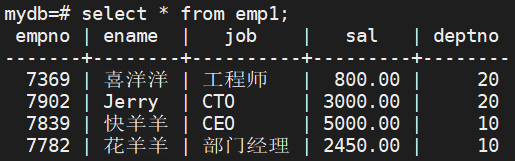 mydb=# select * from emp1;
empno | ename | job | sal | deptno
-------+--------+----------+---------+--------
7369 | 喜洋洋 | 工程师 | 800.00 | 20
7902 | Jerry | CTO | 3000.00 | 20
7839 | 快羊羊 | CEO | 5000.00 | 10
7782 | 花羊羊 | 部门经理 | 2450.00 | 10